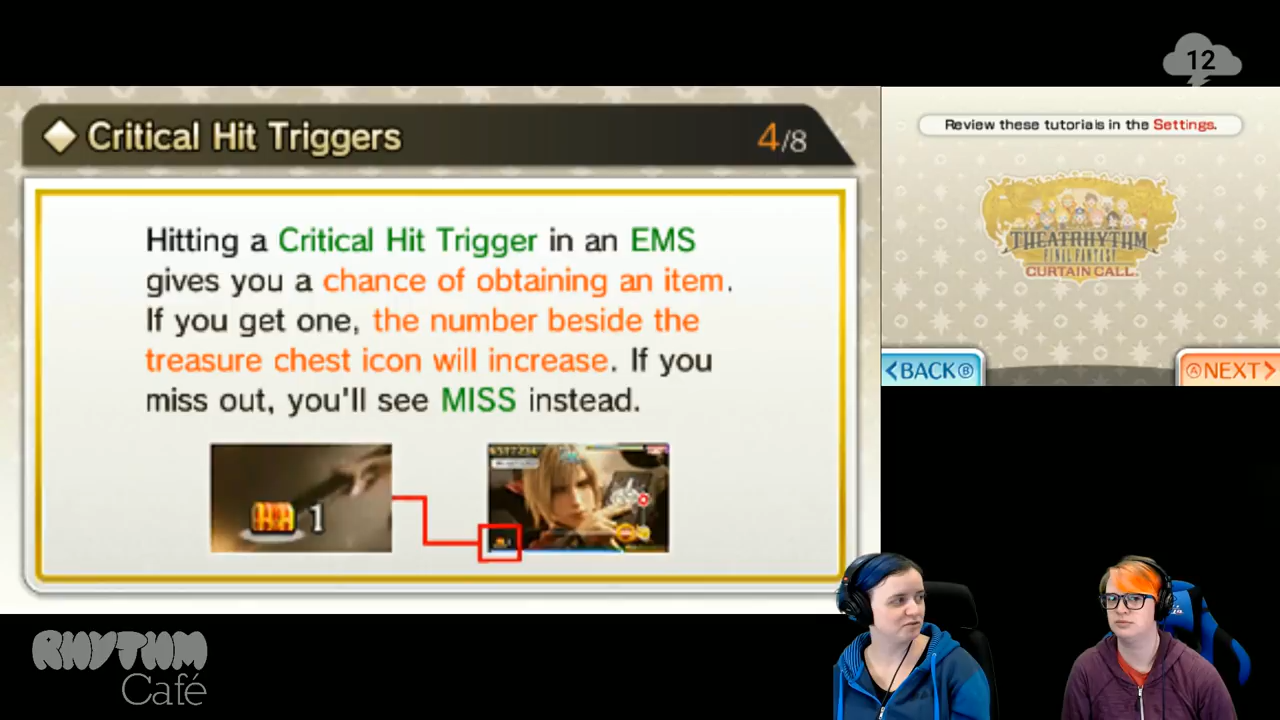 12
Critical Hit Triggers
4/8
Hitting a Critical Hit Trigger in an EMS
gives you a chance of obtaining an item.
If you get one, the number beside the
treasure chest icon will increase. If you
miss out, you'll see MISS instead.
1
Review these tutorials in the Settings.
THEATRHYTHM
FINAL FANTASY
CURTAIN CALL
<BACK Ⓑ
Ⓐ NEXT>
RHYTHM
Café